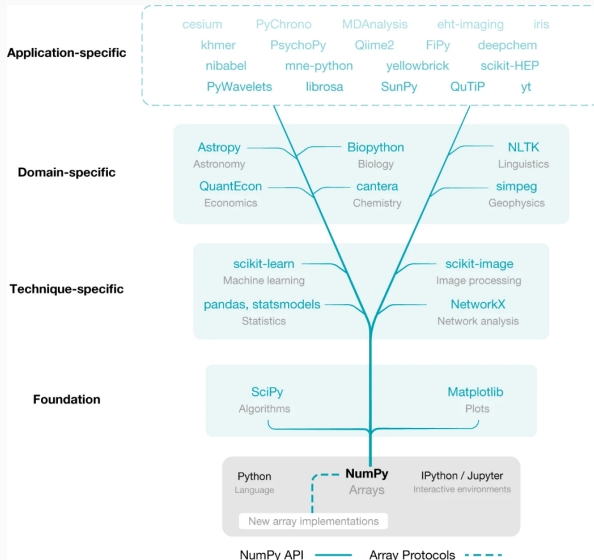 cesium PyChrono MDAnalysis eht-imaging iris
Application-specific
khmer PsychoPy Qiime2 FiPy deepchem
nibabel mne-python yellowbrick scikit-HEP
PyWavelets librosa SunPy QuTiP yt
Domain-specific
Astropy Biopython NLTK
Astronomy Biology Linguistics
QuantEcon cantera simpeg
Economics Chemistry Geophysics
Technique-specific
scikit-learn scikit-image
Machine learning Image processing
pandas, statsmodels NetworkX
Statistics Network analysis
Foundation
SciPy Matplotlib
Algorithms Plots
Python NumPy IPython / Jupyter
Language Arrays Interactive environments
New array implementations
NumPy API Array Protocols